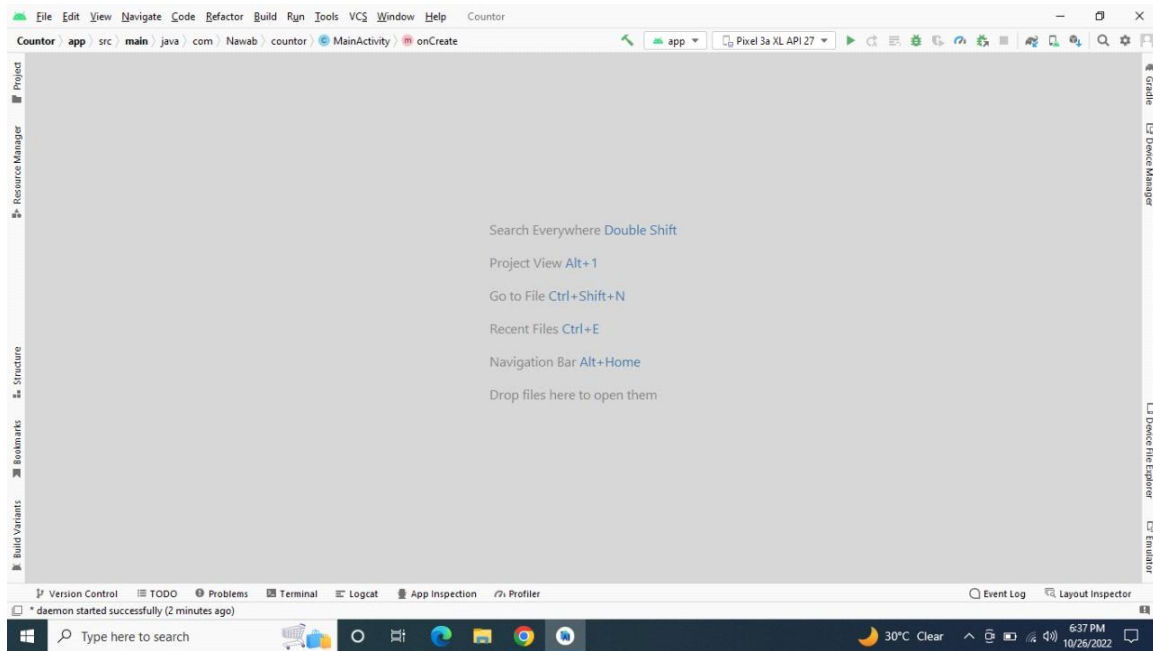 File Edit View Navigate Code Refactor Build Run Tools VCS Window Help Countor
Countor app src main java com Nawab countor C MainActivity m onCreate app Pixel 3a XL API 27
Project
Resource Manager
Structure
Bookmarks
Build Variants
Search Everywhere Double Shift
Project View Alt+1
Go to File Ctrl+Shift+N
Recent Files Ctrl+E
Navigation Bar Alt+Home
Drop files here to open them
Gradle
Device Manager
Device File Explorer
Emulator
Version Control TODO Problems Terminal Logcat App Inspection Profiler Event Log Layout Inspector
* daemon started successfully (2 minutes ago)
Type here to search 30°C Clear 6:37 PM
10/26/2022